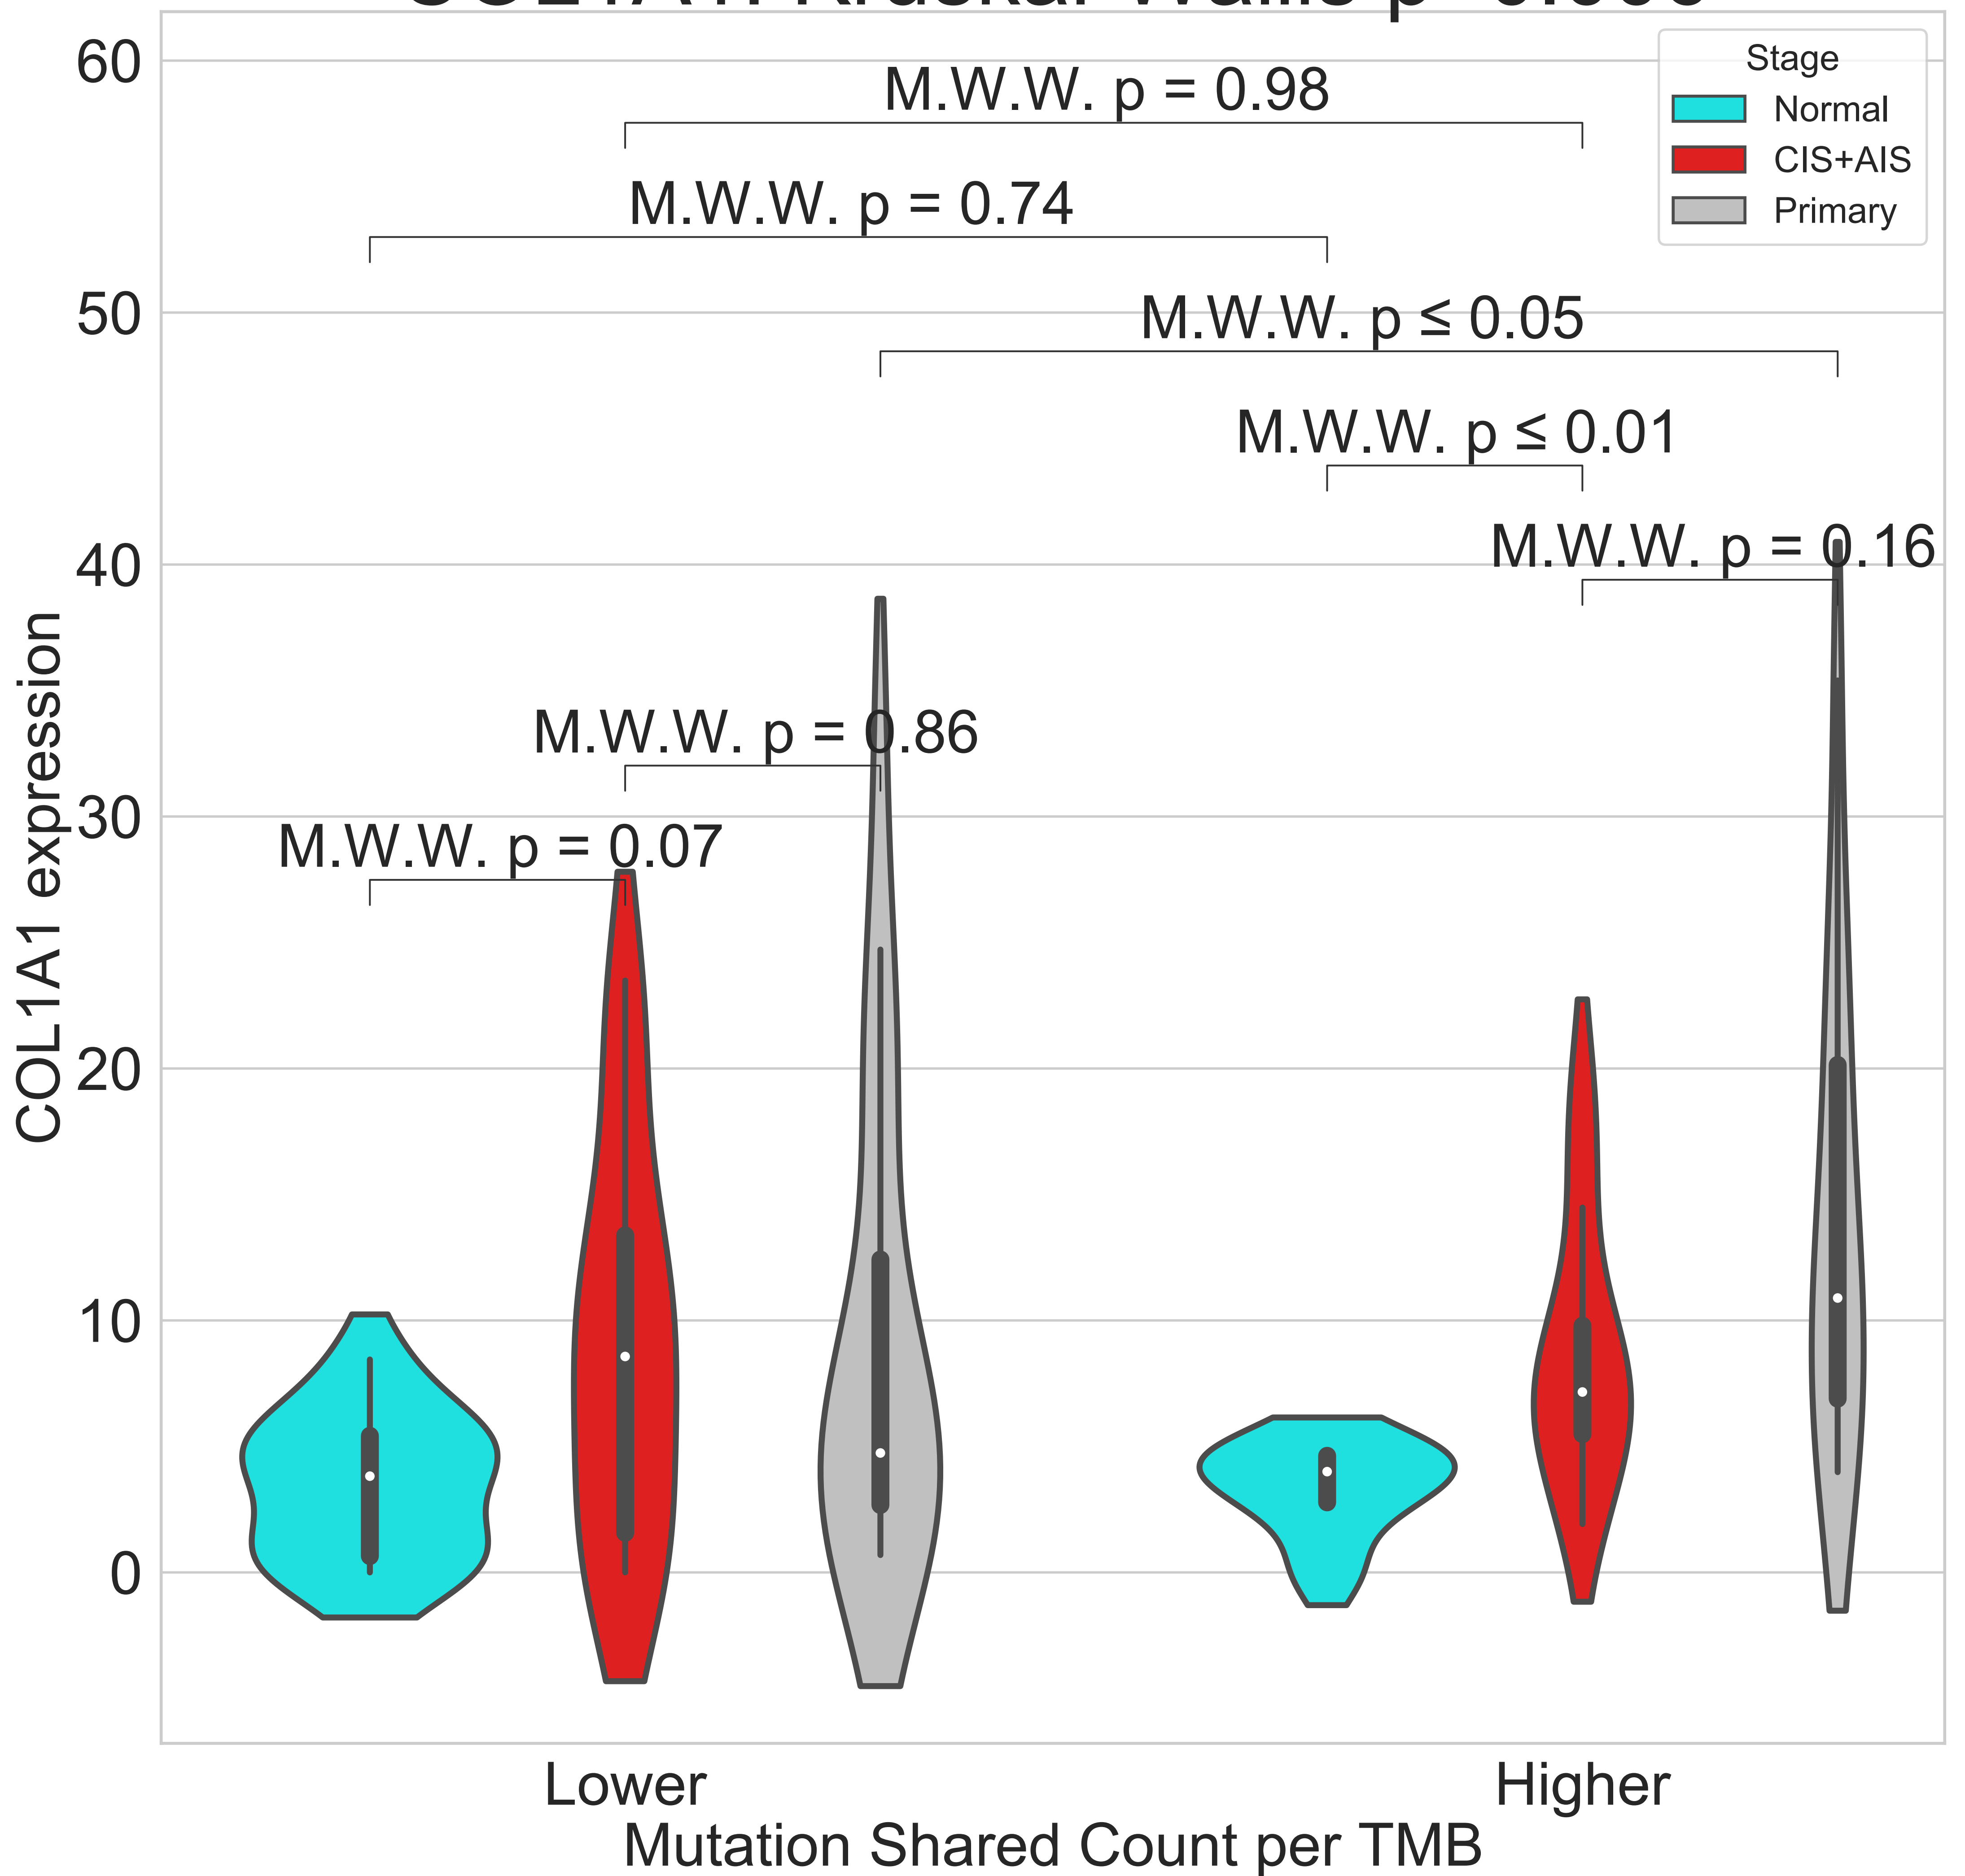 60
M.W.W. p = 0.98
Stage
Normal
CIS+AIS
Primary
M.W.W. p = 0.74
50
M.W.W. p ≤ 0.05
M.W.W. p ≤ 0.01
40
M.W.W. p = 0.16
M.W.W. p = 0.86
30
M.W.W. p = 0.07
COL1A1 expression
20
10
0
Lower
Higher
Mutation Shared Count per TMB